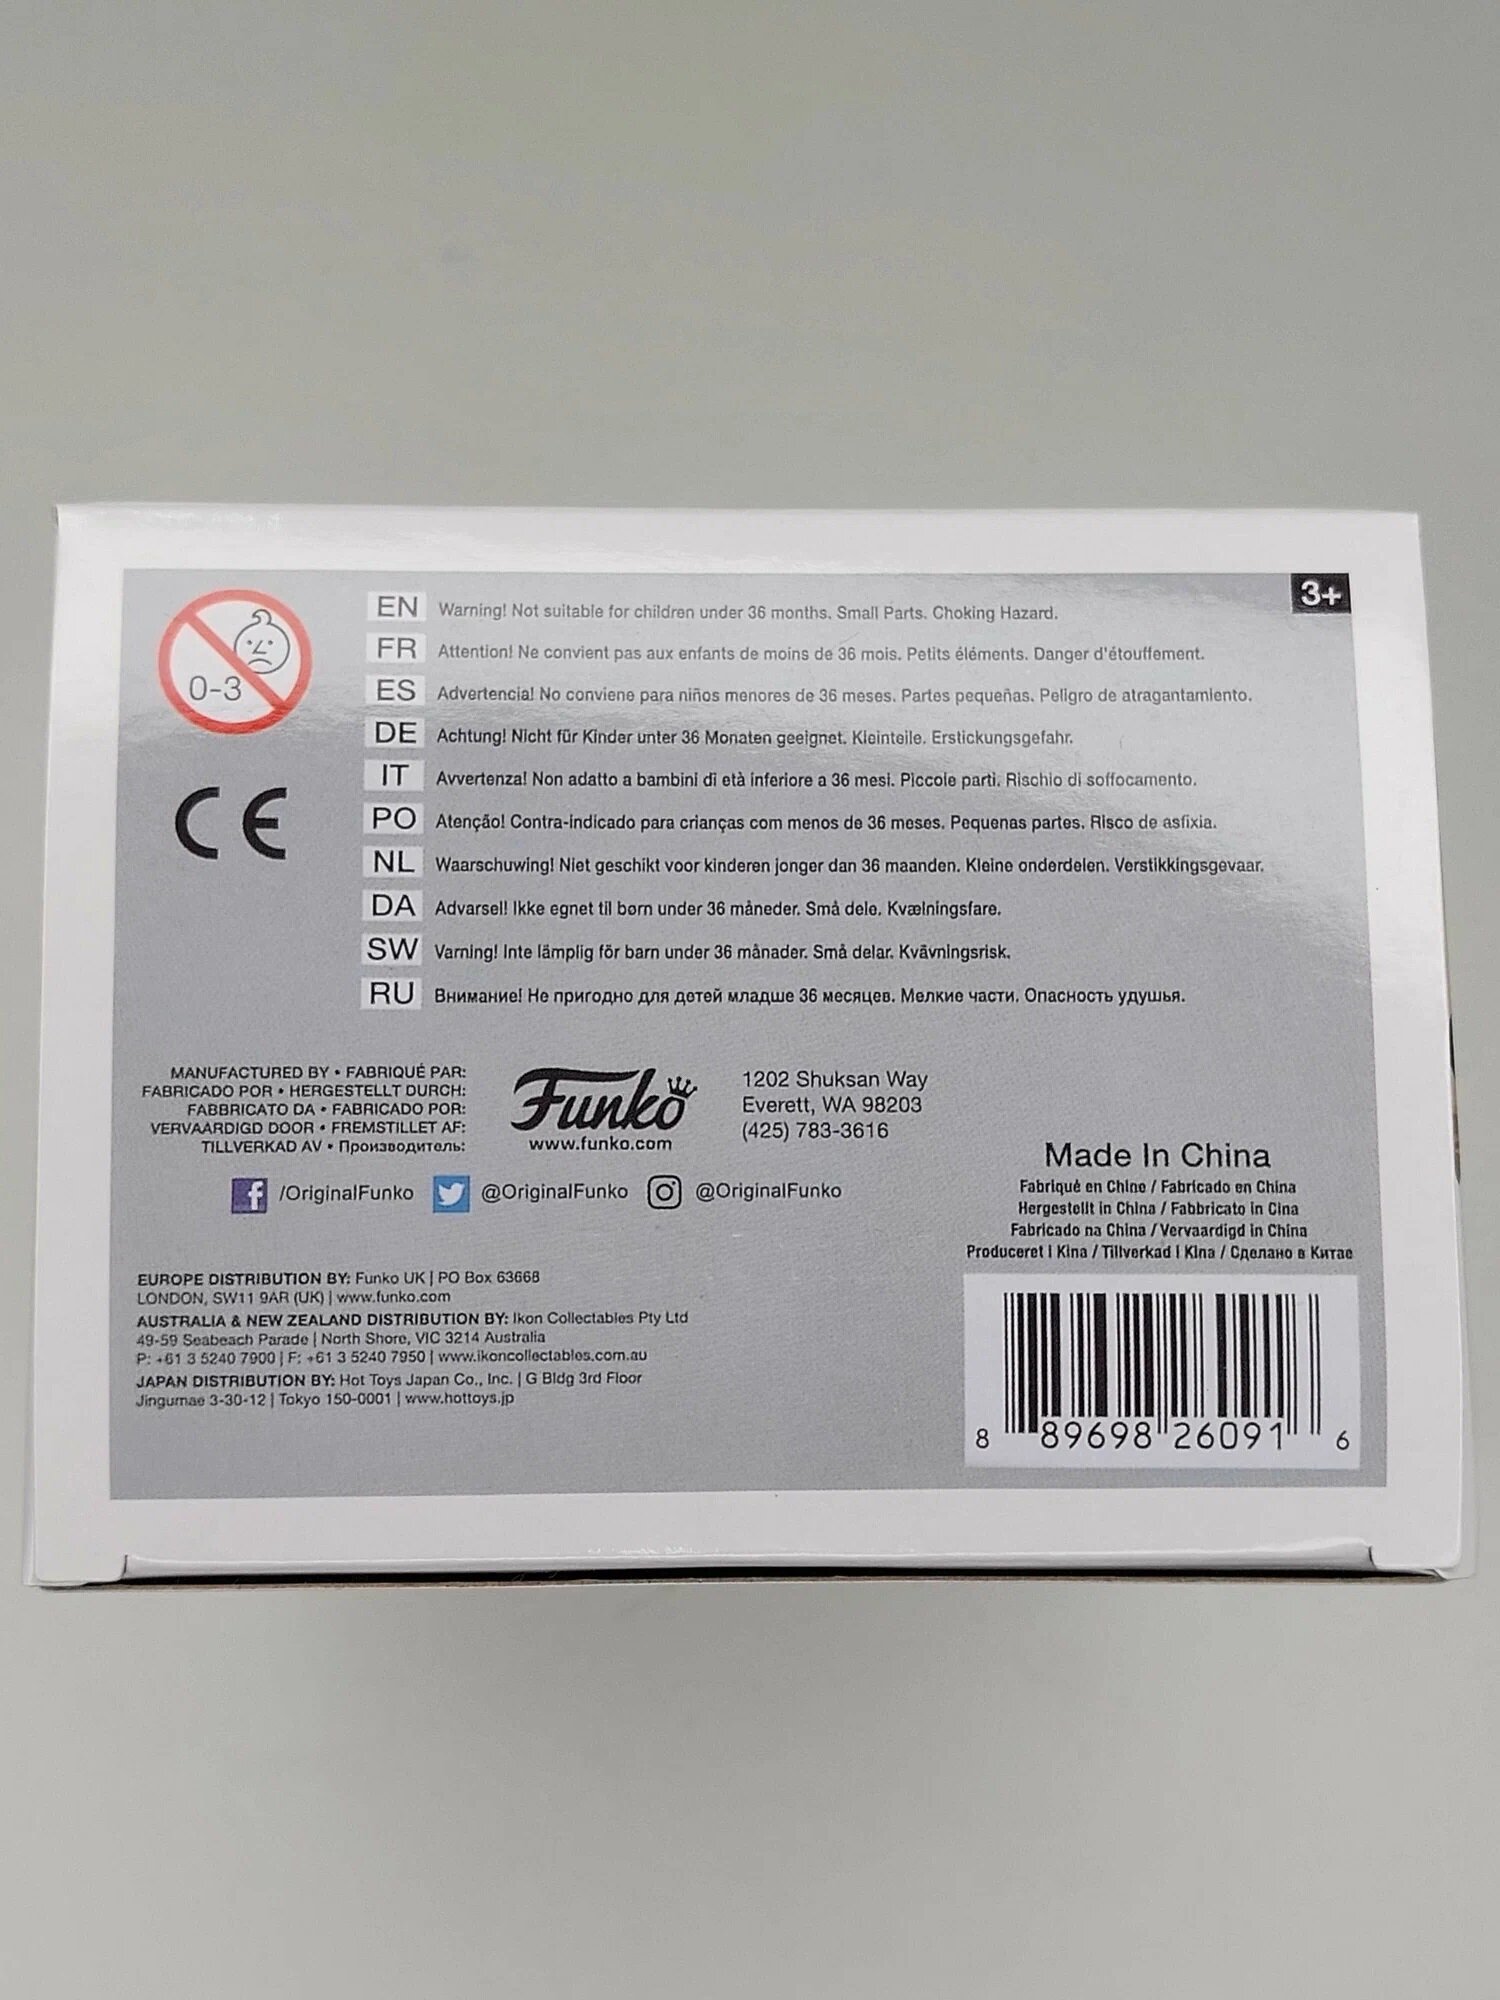 3+
0-3
EN Warning! Not suitable for children under 36 months. Small Parts. Choking Hazard.
FR Attention! Ne convient pas aux enfants de moins de 36 mois. Petits éléments. Danger d'étouffement.
ES Advertencia! No conviene para niños menores de 36 meses. Partes pequeñas. Peligro de atragantamiento.
DE Achtung! Nicht für Kinder unter 36 Monaten geeignet. Kleinteile. Erstickungsgefahr.
IT Avvertenza! Non adatto a bambini di età inferiore a 36 mesi. Piccole parti. Rischio di soffocamento.
PO Atenção! Contra-indicado para crianças com menos de 36 meses. Pequenas partes. Risco de asfixia.
NL Waarschuwing! Niet geschikt voor kinderen jonger dan 36 maanden. Kleine onderdelen. Verstikkingsgevaar.
DA Advarsel! Ikke egnet til børn under 36 måneder. Små dele. Kvælningsfare.
SW Varning! Inte lämplig för barn under 36 månader. Små delar. Kvävningsrisk.
RU Внимание! Не пригодно для детей младше 36 месяцев. Мелкие части. Опасность удушья.
CE
MANUFACTURED BY • FABRIQUÉ PAR:
FABRICADO POR • HERGESTELLT DURCH:
FABBRICATO DA • FABRICADO POR:
VERVAARDIGD DOOR • FREMSTILLET AF:
TILLVERKAD AV • Производитель:
Funko
www.funko.com
1202 Shuksan Way
Everett, WA 98203
(425) 783-3616
/OriginalFunko @OriginalFunko @OriginalFunko
Made In China
Fabriqué en Chine / Fabricado en China
Hergestellt in China / Fabbricato in Cina
Fabricado na China / Vervaardigd in China
Produceret i Kina / Tillverkad i Kina / Сделано в Китае
EUROPE DISTRIBUTION BY: Funko UK | PO Box 63668
LONDON, SW11 9AR (UK) | www.funko.com
AUSTRALIA & NEW ZEALAND DISTRIBUTION BY: Ikon Collectables Pty Ltd
49-59 Seabeach Parade | North Shore, VIC 3214 Australia
P: +61 3 5240 7900 | F: +61 3 5240 7950 | www.ikoncollectables.com.au
JAPAN DISTRIBUTION BY: Hot Toys Japan Co., Inc. | G Bldg 3rd Floor
Jingumae 3-30-12 | Tokyo 150-0001 | www.hottoys.jp
8 89698 26091 6